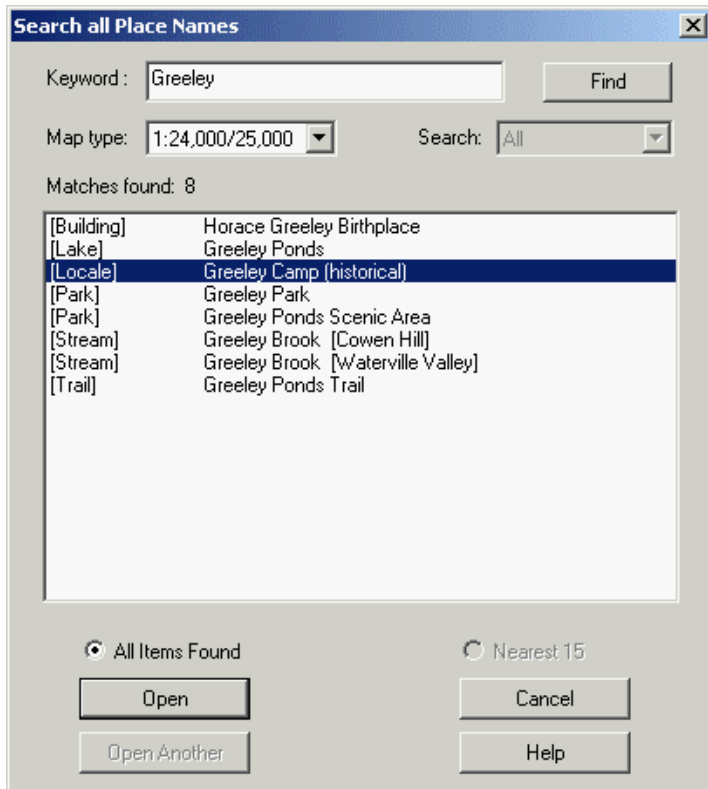 Search all Place Names
Keyword : Greeley Find
Map type: 1:24,000/25,000 Search: All
Matches found: 8
[Building] Horace Greeley Birthplace
[Lake] Greeley Ponds
[Locale] Greeley Camp (historical)
[Park] Greeley Park
[Park] Greeley Ponds Scenic Area
[Stream] Greeley Brook [Cowen Hill]
[Stream] Greeley Brook [Waterville Valley]
[Trail] Greeley Ponds Trail
All Items Found Nearest 15
Open Cancel
Open Another Help